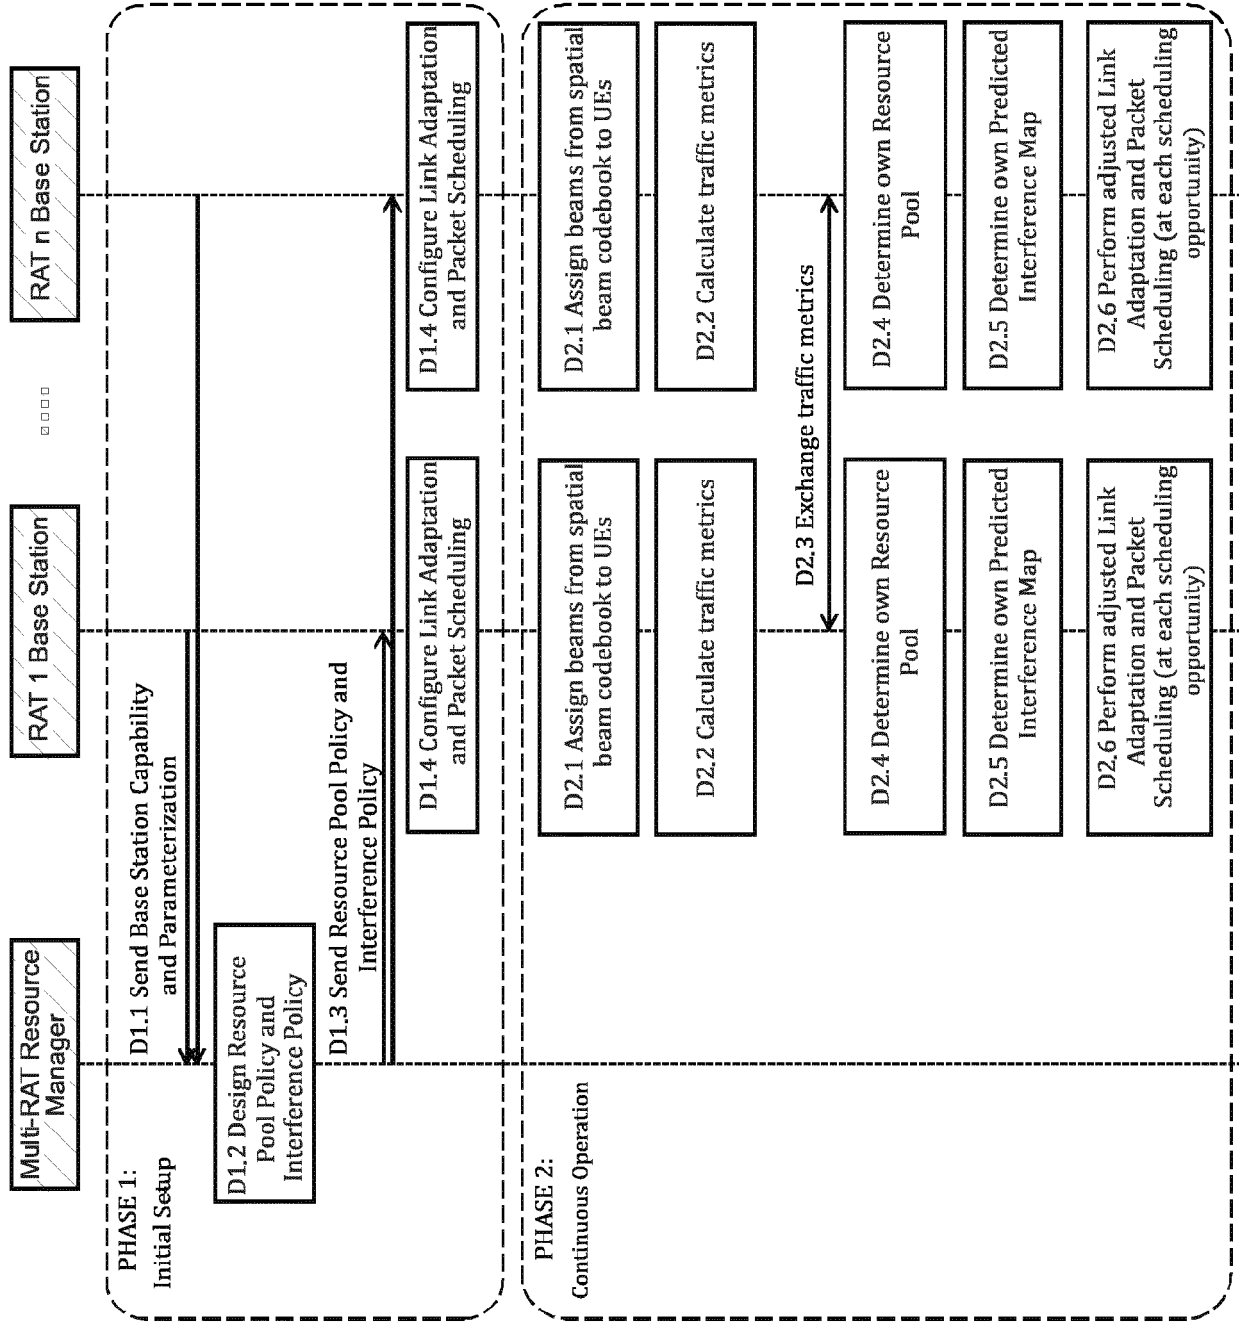 Multi-RAT Resource
Manager
RAT 1 Base Station
RAT n Base Station
PHASE 1:
Initial Setup
D1.1 Send Base Station Capability
and Parameterization
D1.2 Design Resource
Pool Policy and
Interference Policy
D1.3 Send Resource Pool Policy and
Interference Policy
D1.4 Configure Link Adaptation
and Packet Scheduling
D1.4 Configure Link Adaptation
and Packet Scheduling
PHASE 2:
Continuous Operation
D2.1 Assign beams from spatial
beam codebook to UEs
D2.1 Assign beams from spatial
beam codebook to UEs
D2.2 Calculate traffic metrics
D2.2 Calculate traffic metrics
D2.3 Exchange traffic metrics
D2.4 Determine own Resource
Pool
D2.4 Determine own Resource
Pool
D2.5 Determine own Predicted
Interference Map
D2.5 Determine own Predicted
Interference Map
D2.6 Perform adjusted Link
Adaptation and Packet
Scheduling (at each scheduling
opportunity)
D2.6 Perform adjusted Link
Adaptation and Packet
Scheduling (at each scheduling
opportunity)